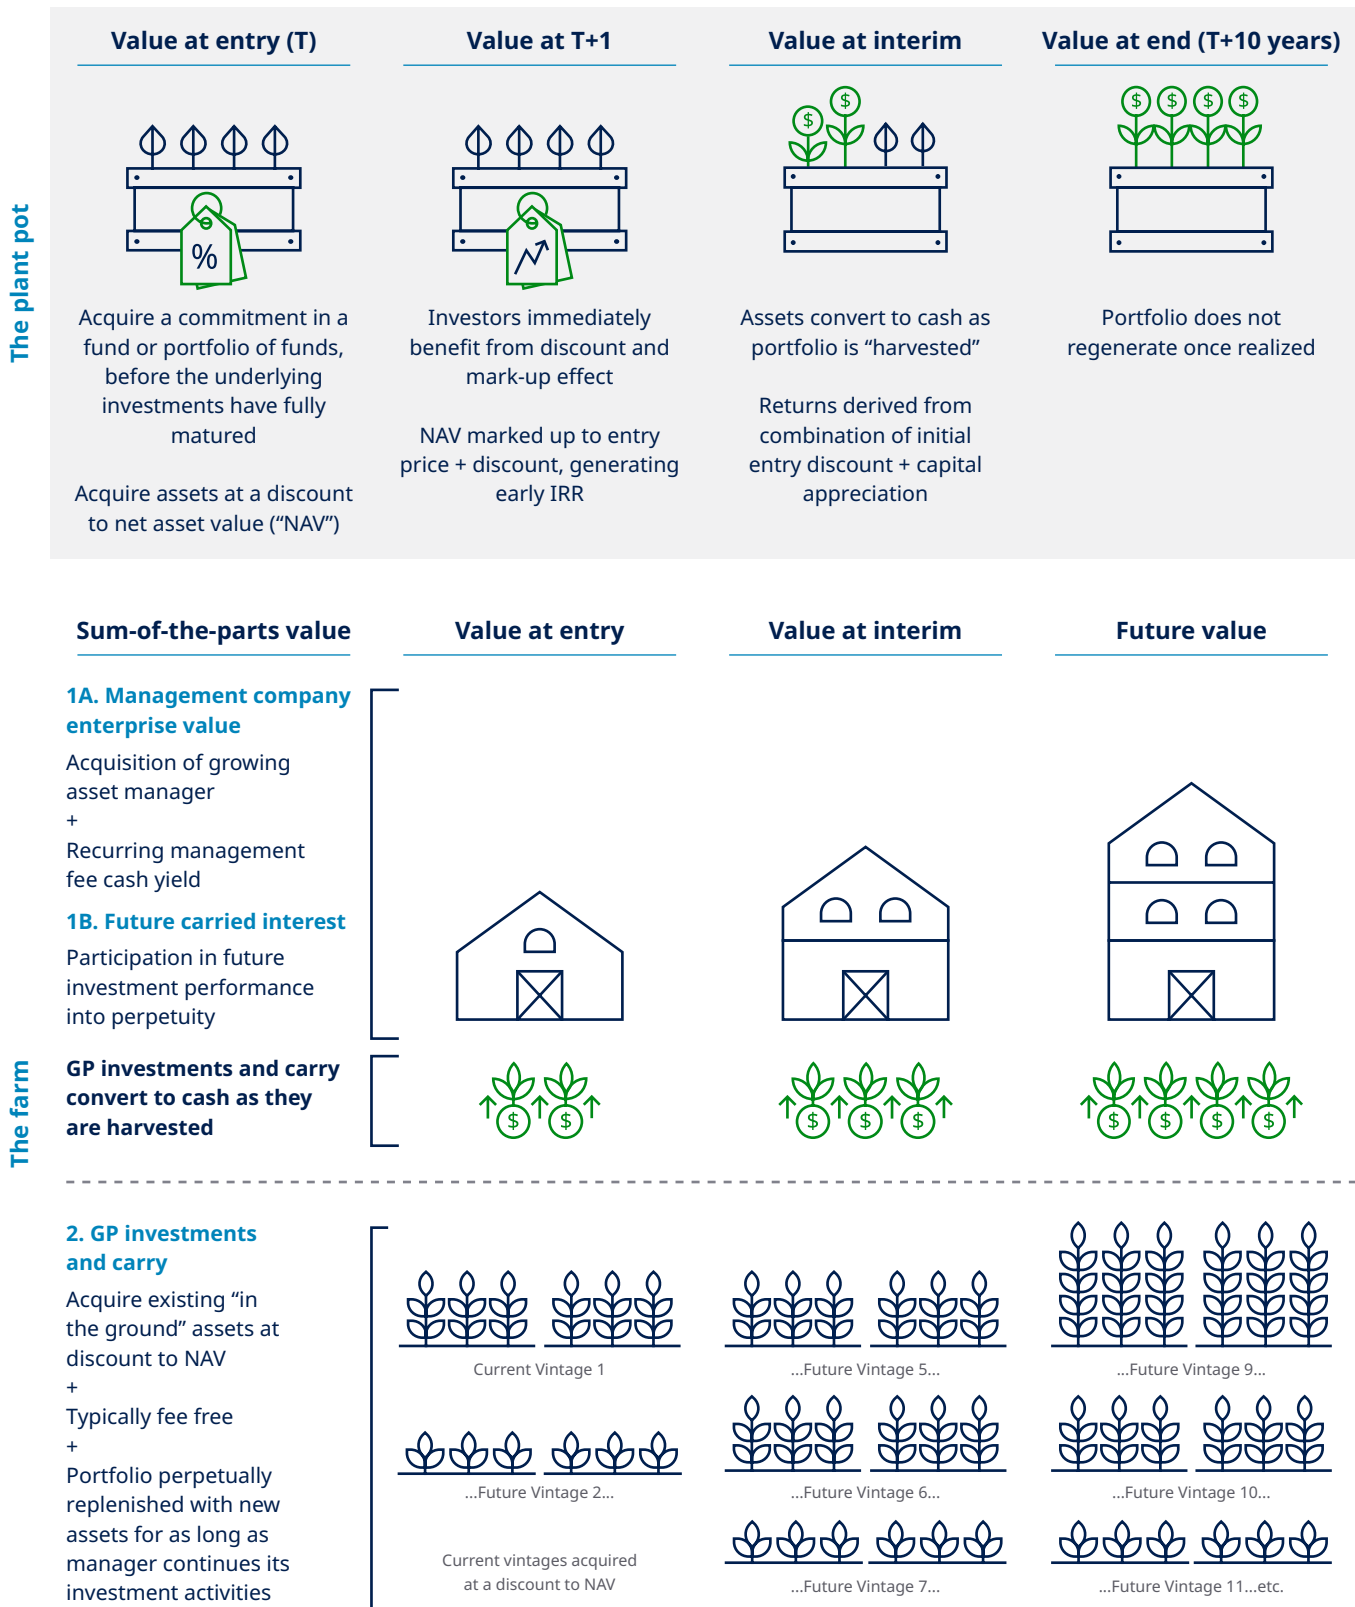 The plant pot
Value at entry (T)
%
Acquire a commitment in a
fund or portfolio of funds,
before the underlying
investments have fully
matured
Acquire assets at a discount
to net asset value (“NAV”)
Value at T+1
Investors immediately
benefit from discount and
mark-up effect
NAV marked up to entry
price + discount, generating
early IRR
Value at interim
$ $
Assets convert to cash as
portfolio is “harvested”
Returns derived from
combination of initial
entry discount + capital
appreciation
Value at end (T+10 years)
$ $ $ $
Portfolio does not
regenerate once realized
The farm
Sum-of-the-parts value
Value at entry
Value at interim
Future value
1A. Management company
enterprise value
Acquisition of growing
asset manager
+
Recurring management
fee cash yield
1B. Future carried interest
Participation in future
investment performance
into perpetuity
GP investments and carry
convert to cash as they
are harvested
$ $
$ $ $
$ $ $ $
2. GP investments
and carry
Acquire existing “in
the ground” assets at
discount to NAV
+
Typically fee free
+
Portfolio perpetually
replenished with new
assets for as long as
manager continues its
investment activities
Current Vintage 1
...Future Vintage 2...
Current vintages acquired
at a discount to NAV
...Future Vintage 5...
...Future Vintage 6...
...Future Vintage 7...
...Future Vintage 9...
...Future Vintage 10...
...Future Vintage 11...etc.